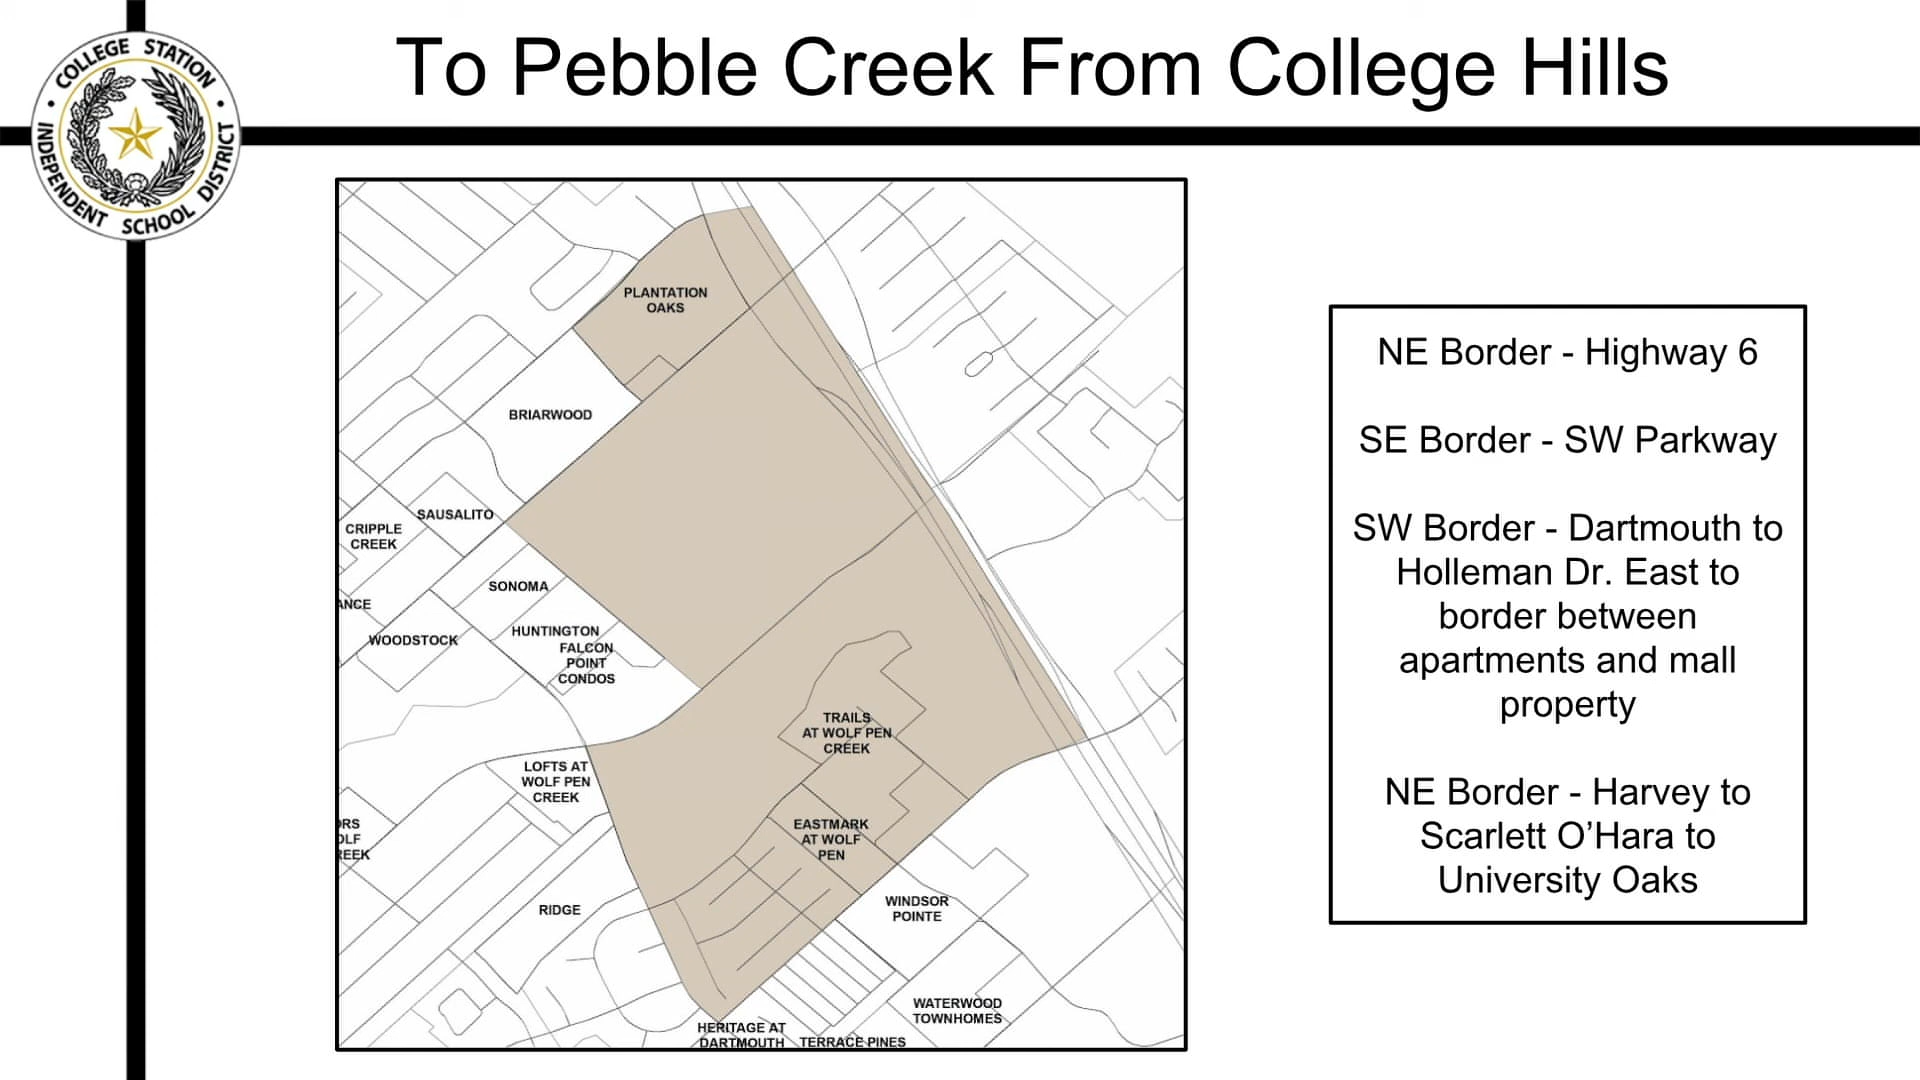 To Pebble Creek From College Hills
COLLEGE STATION
INDEPENDENT SCHOOL DISTRICT
PLANTATION
OAKS
BRIARWOOD
SAUSALITO
CRIPPLE
CREEK
SONOMA
ANCE
HUNTINGTON
WOODSTOCK
FALCON
POINT
CONDOS
TRAILS
AT WOLF PEN
CREEK
LOFTS AT
WOLF PEN
CREEK
ORS
OLF
REEK
EASTMARK
AT WOLF
PEN
RIDGE
WINDSOR
POINTE
WATERWOOD
TOWNHOMES
HERITAGE AT
DARTMOUTH
TERRACE PINES
NE Border - Highway 6
SE Border - SW Parkway
SW Border - Dartmouth to
Holleman Dr. East to
border between
apartments and mall
property
NE Border - Harvey to
Scarlett O’Hara to
University Oaks